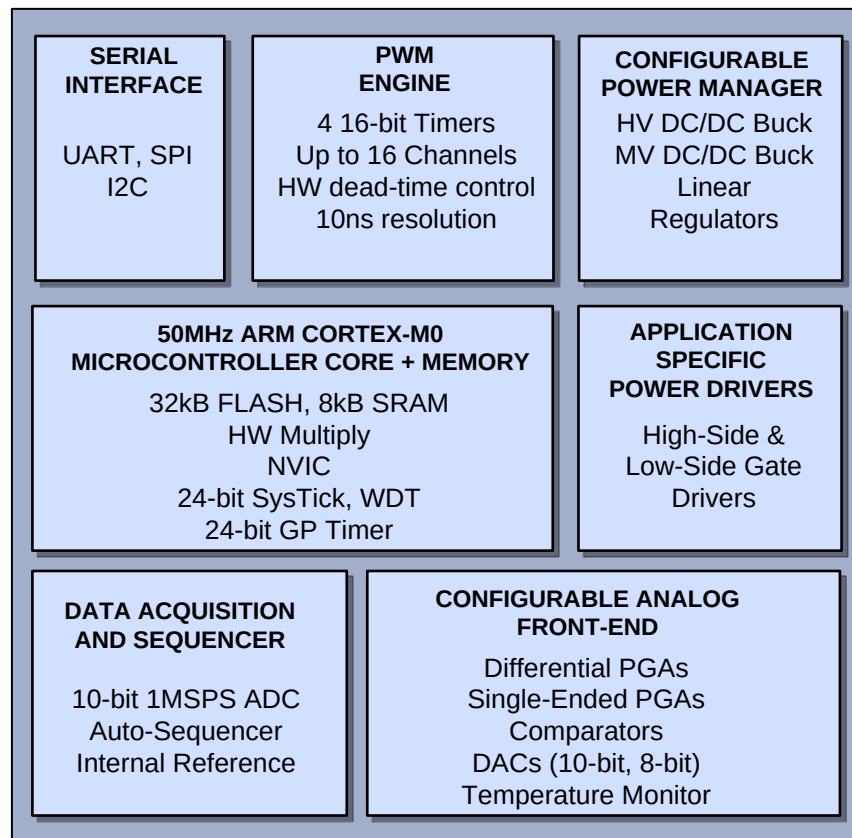 SERIAL
INTERFACE
UART, SPI
I2C
PWM
ENGINE
4 16-bit Timers
Up to 16 Channels
HW dead-time control
10ns resolution
CONFIGURABLE
POWER MANAGER
HV DC/DC Buck
MV DC/DC Buck
Linear
Regulators
50MHz ARM CORTEX-M0
MICROCONTROLLER CORE + MEMORY
32kB FLASH, 8kB SRAM
HW Multiply
NVIC
24-bit SysTick, WDT
24-bit GP Timer
APPLICATION
SPECIFIC
POWER DRIVERS
High-Side &
Low-Side Gate
Drivers
DATA ACQUISITION
AND SEQUENCER
10-bit 1MSPS ADC
Auto-Sequencer
Internal Reference
CONFIGURABLE ANALOG
FRONT-END
Differential PGAs
Single-Ended PGAs
Comparators
DACs (10-bit, 8-bit)
Temperature Monitor